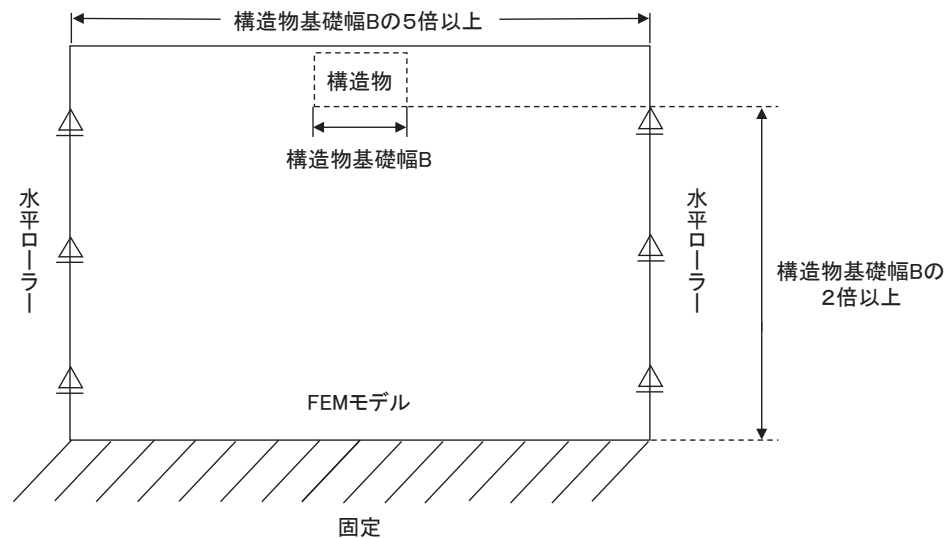 構造物基礎幅Bの5倍以上
構造物
構造物基礎幅B
水平ローラー
水平ローラー
構造物基礎幅Bの
2倍以上
FEMモデル
固定